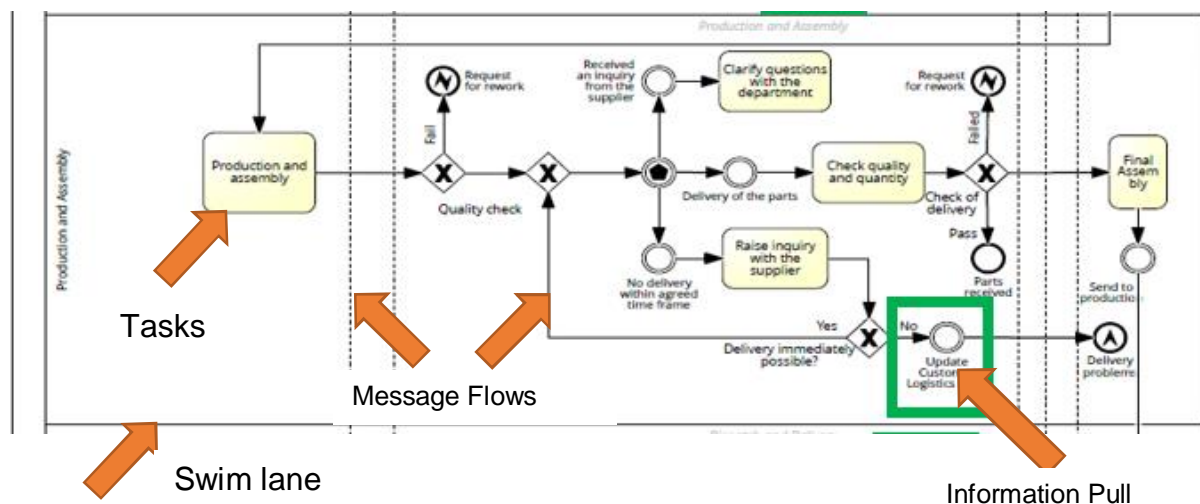 Production and Assembly
Production and Assembly
Production and
assembly
Fail
Request
for rework
Quality check
Received
an inquiry
from the
supplier
Clarify questions
with the
department
Delivery of the parts
Check quality
and quantity
Request
for rework
Failed
Check of
delivery
Pass
Parts
received
Final
Assem
bly
Send to
production
No delivery
within agreed
time frame
Raise inquiry
with the
supplier
Yes
Delivery immediately
possible?
No
Update
Custom
Logistics
Delivery
problems
Tasks
Message Flows
Swim lane
Information Pull